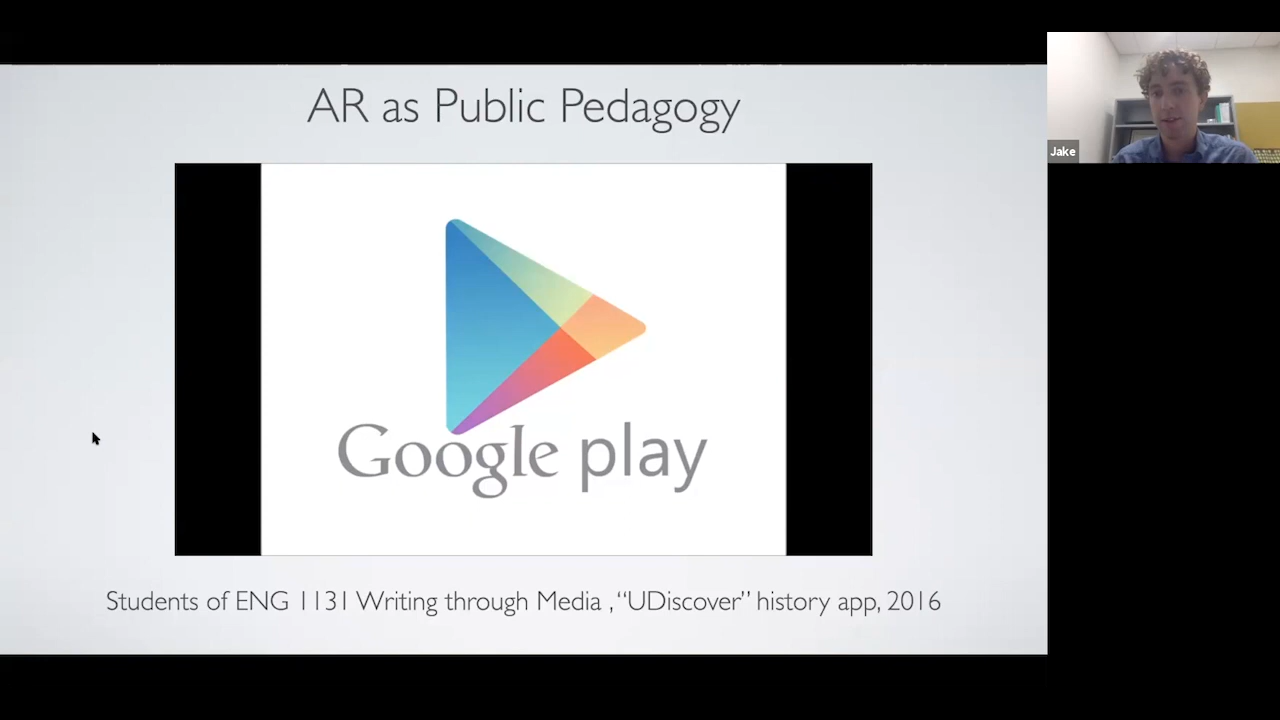 AR as Public Pedagogy
Jake
Google play
Students of ENG 1131 Writing through Media , “UDiscover” history app, 2016